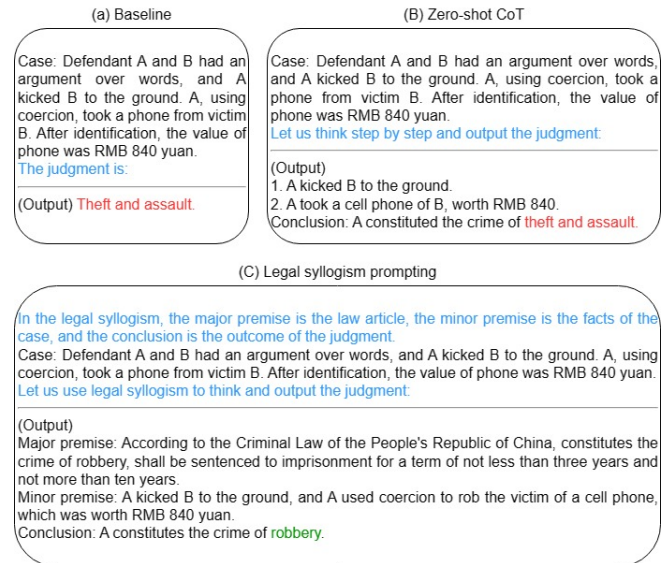 (a) Baseline
Case: Defendant A and B had an
argument over words, and A
kicked B to the ground. A, using
coercion, took a phone from victim
B. After identification, the value of
phone was RMB 840 yuan.
The judgment is:
(Output) Theft and assault.
(B) Zero-shot CoT
Case: Defendant A and B had an argument over words,
and A kicked B to the ground. A, using coercion, took a
phone from victim B. After identification, the value of
phone was RMB 840 yuan.
Let us think step by step and output the judgment:
(Output)
1. A kicked B to the ground.
2. A took a cell phone of B, worth RMB 840.
Conclusion: A constituted the crime of theft and assault.
(C) Legal syllogism prompting
In the legal syllogism, the major premise is the law article, the minor premise is the facts of the
case, and the conclusion is the outcome of the judgment.
Case: Defendant A and B had an argument over words, and A kicked B to the ground. A, using
coercion, took a phone from victim B. After identification, the value of phone was RMB 840 yuan.
Let us use legal syllogism to think and output the judgment:
(Output)
Major premise: According to the Criminal Law of the People's Republic of China, constitutes the
crime of robbery, shall be sentenced to imprisonment for a term of not less than three years and
not more than ten years.
Minor premise: A kicked B to the ground, and A used coercion to rob the victim of a cell phone,
which was worth RMB 840 yuan.
Conclusion: A constitutes the crime of robbery.